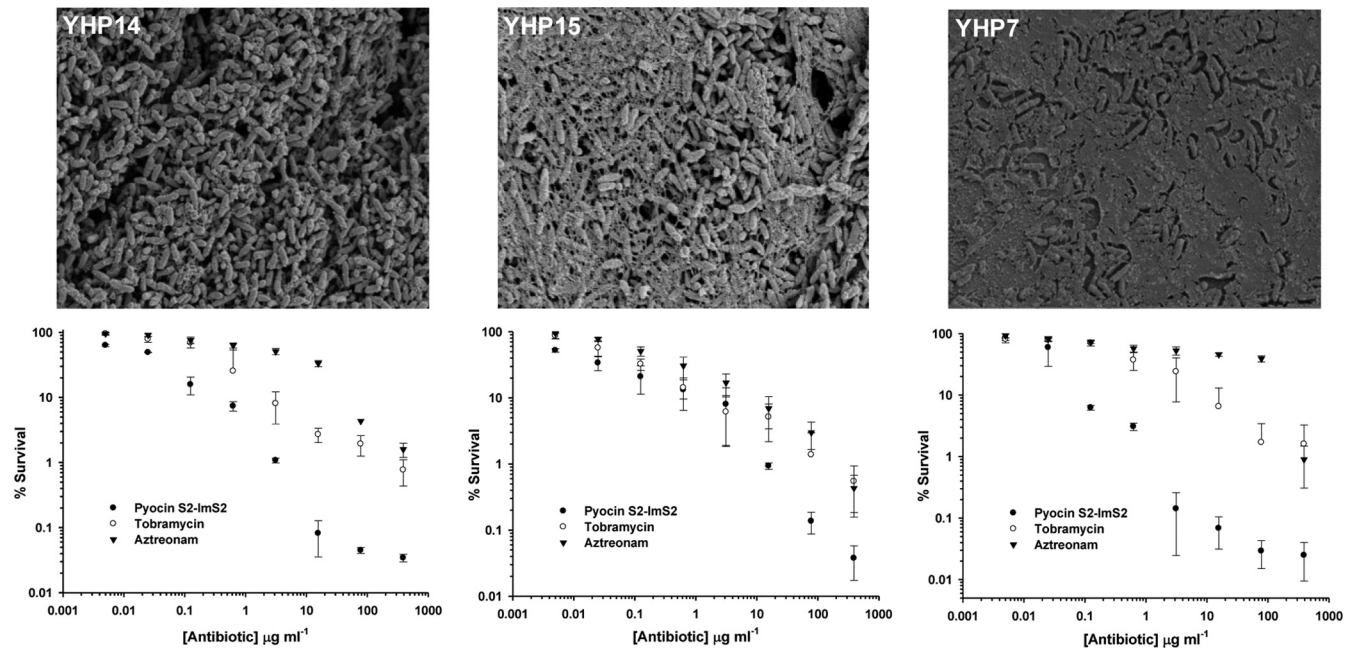 YHP14
YHP15
YHP7
100
10
1
0.1
0.01
% Survival
Pyocin S2-ImS2
Tobramycin
Aztreonam
0.001
0.01
0.1
1
10
100
1000
[Antibiotic] µg ml⁻¹
100
10
1
0.1
0.01
% Survival
Pyocin S2-ImS2
Tobramycin
Aztreonam
0.001
0.01
0.1
1
10
100
1000
[Antibiotic] µg ml⁻¹
100
10
1
0.1
0.01
% Survival
Pyocin S2-ImS2
Tobramycin
Aztreonam
0.001
0.01
0.1
1
10
100
1000
[Antibiotic] µg ml⁻¹